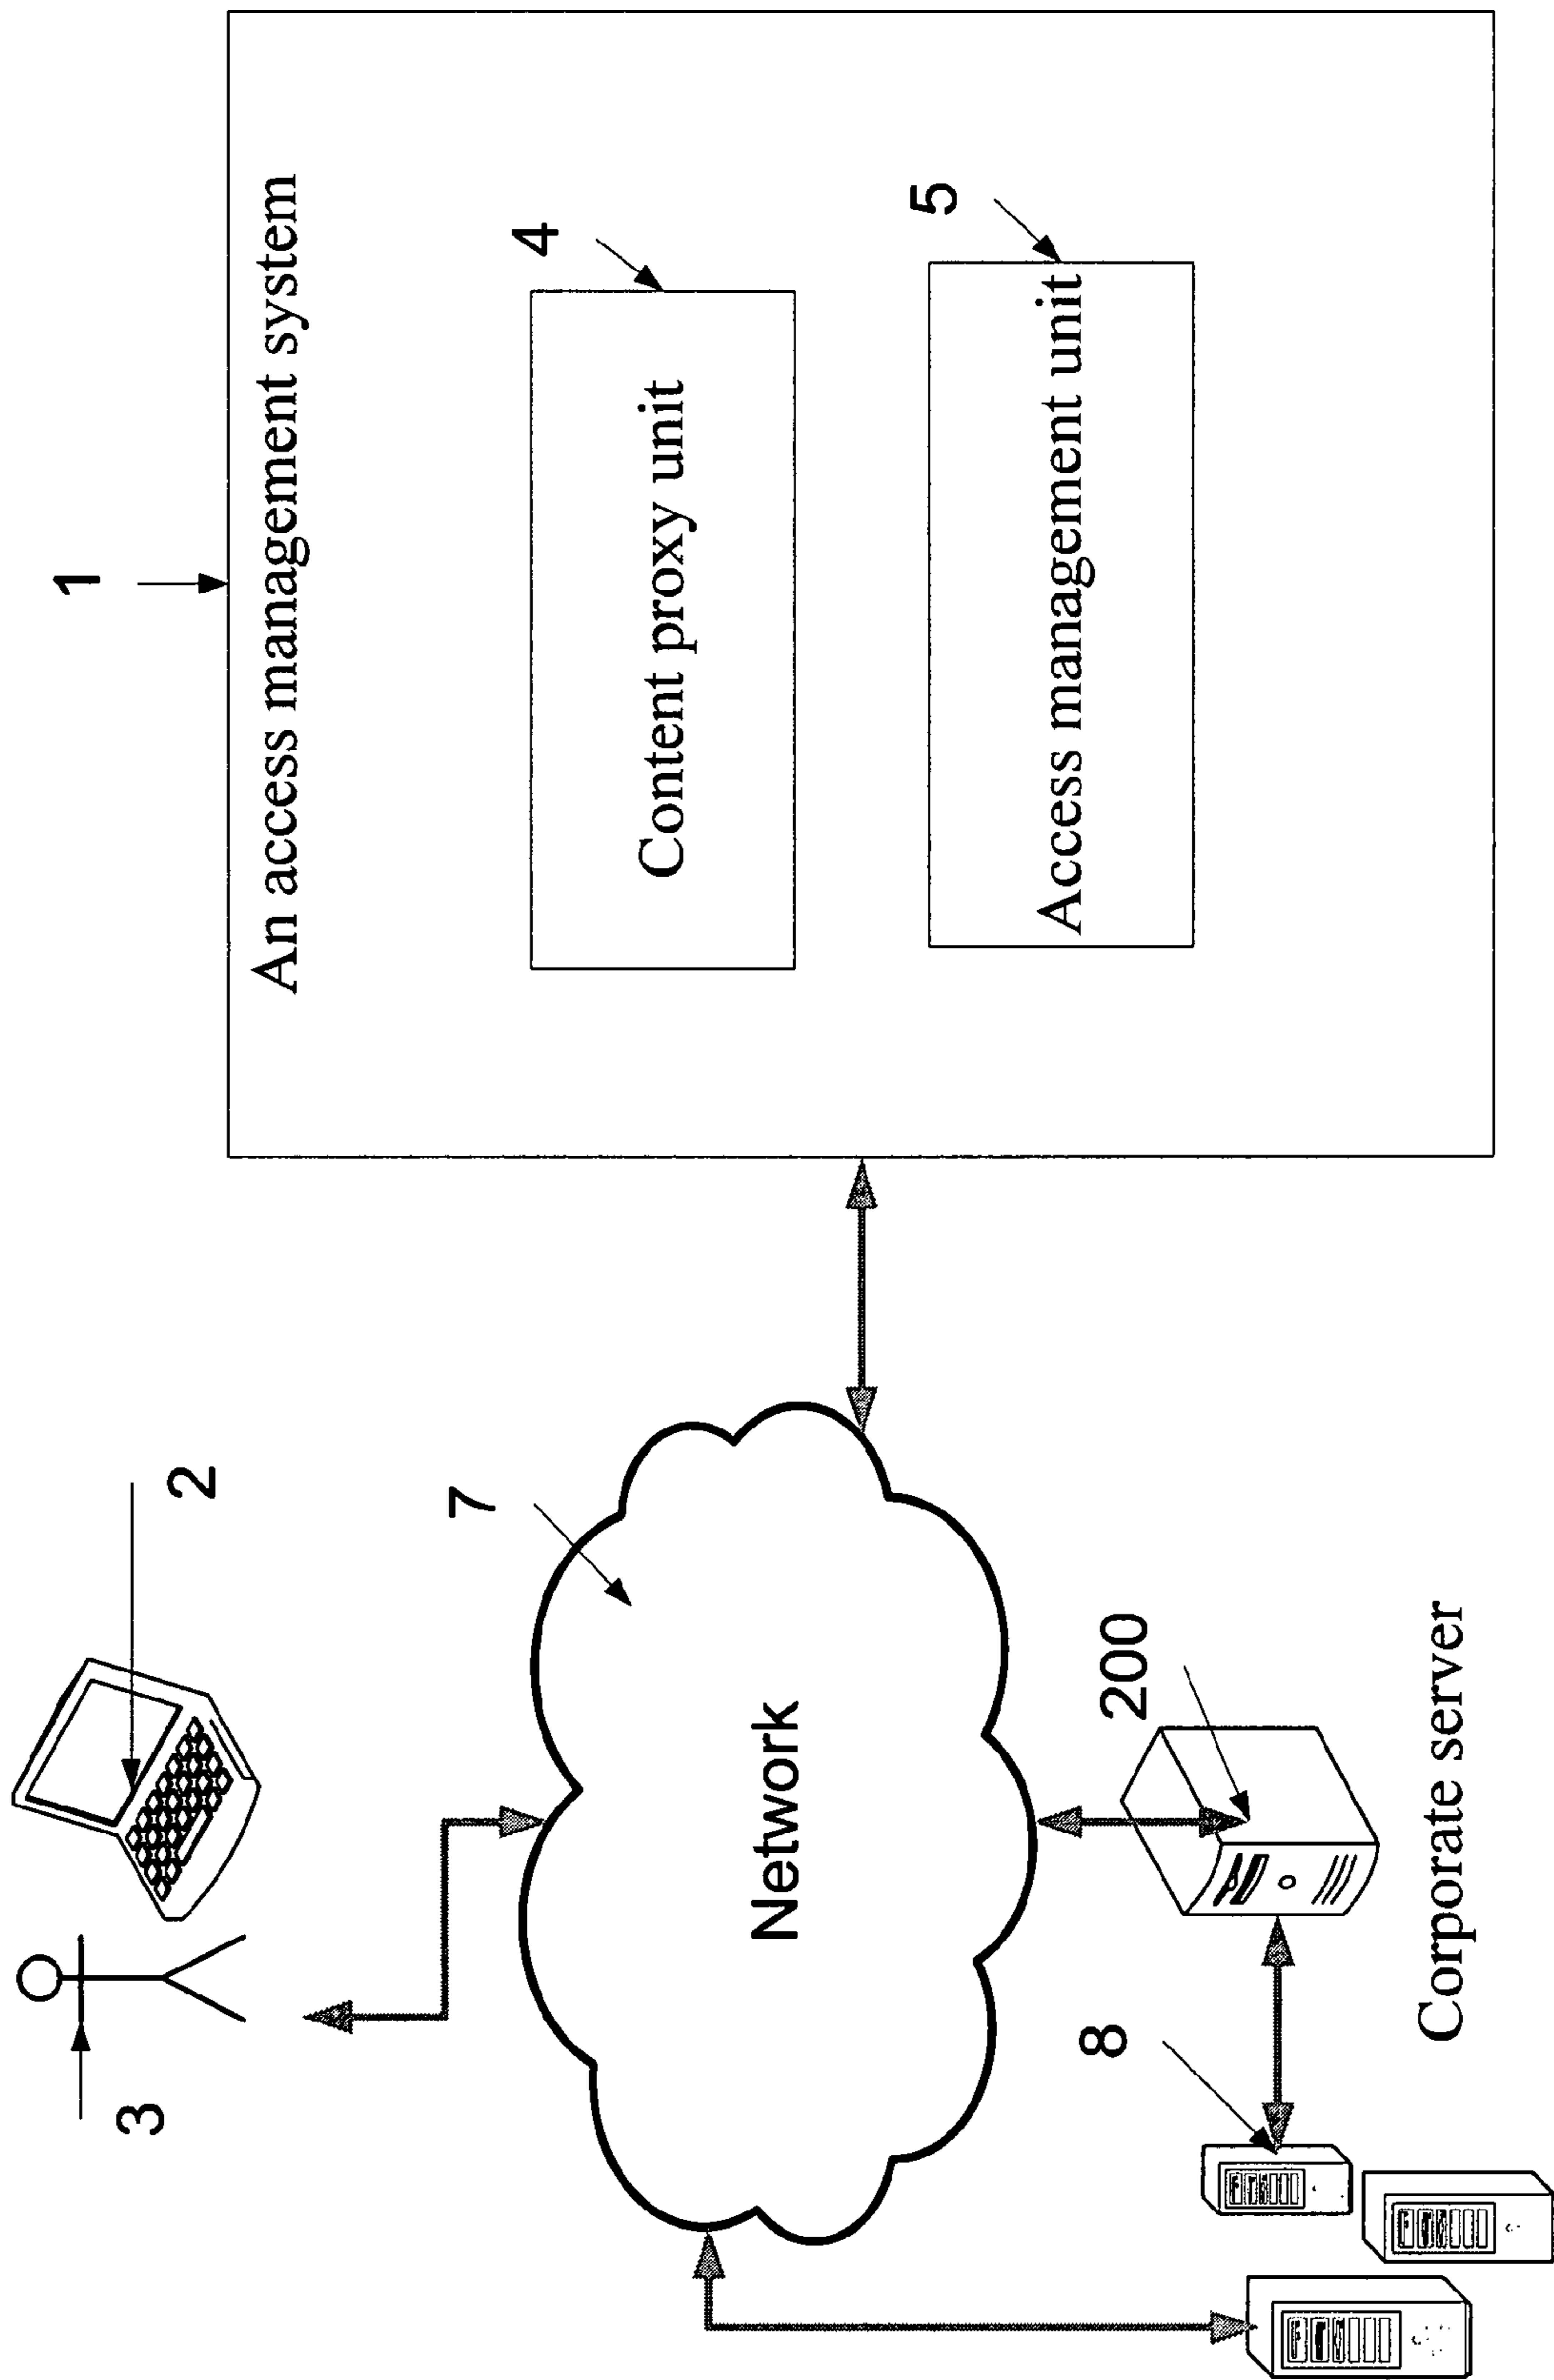 1
3
2
An access management system
7
4
Content proxy unit
Network
5
Access management unit
8
200
Corporate server